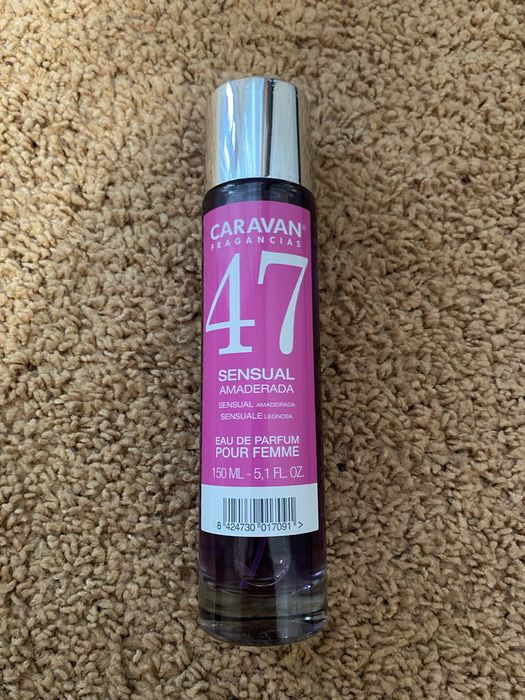 CARAVAN®
FRAGANCIAS
47
SENSUAL
AMADERADA
SENSUAL AMADEIRADA
SENSUALE LEGNOSA
EAU DE PARFUM
POUR FEMME
150 ML - 5,1 FL. OZ.
8 424730 017091 >